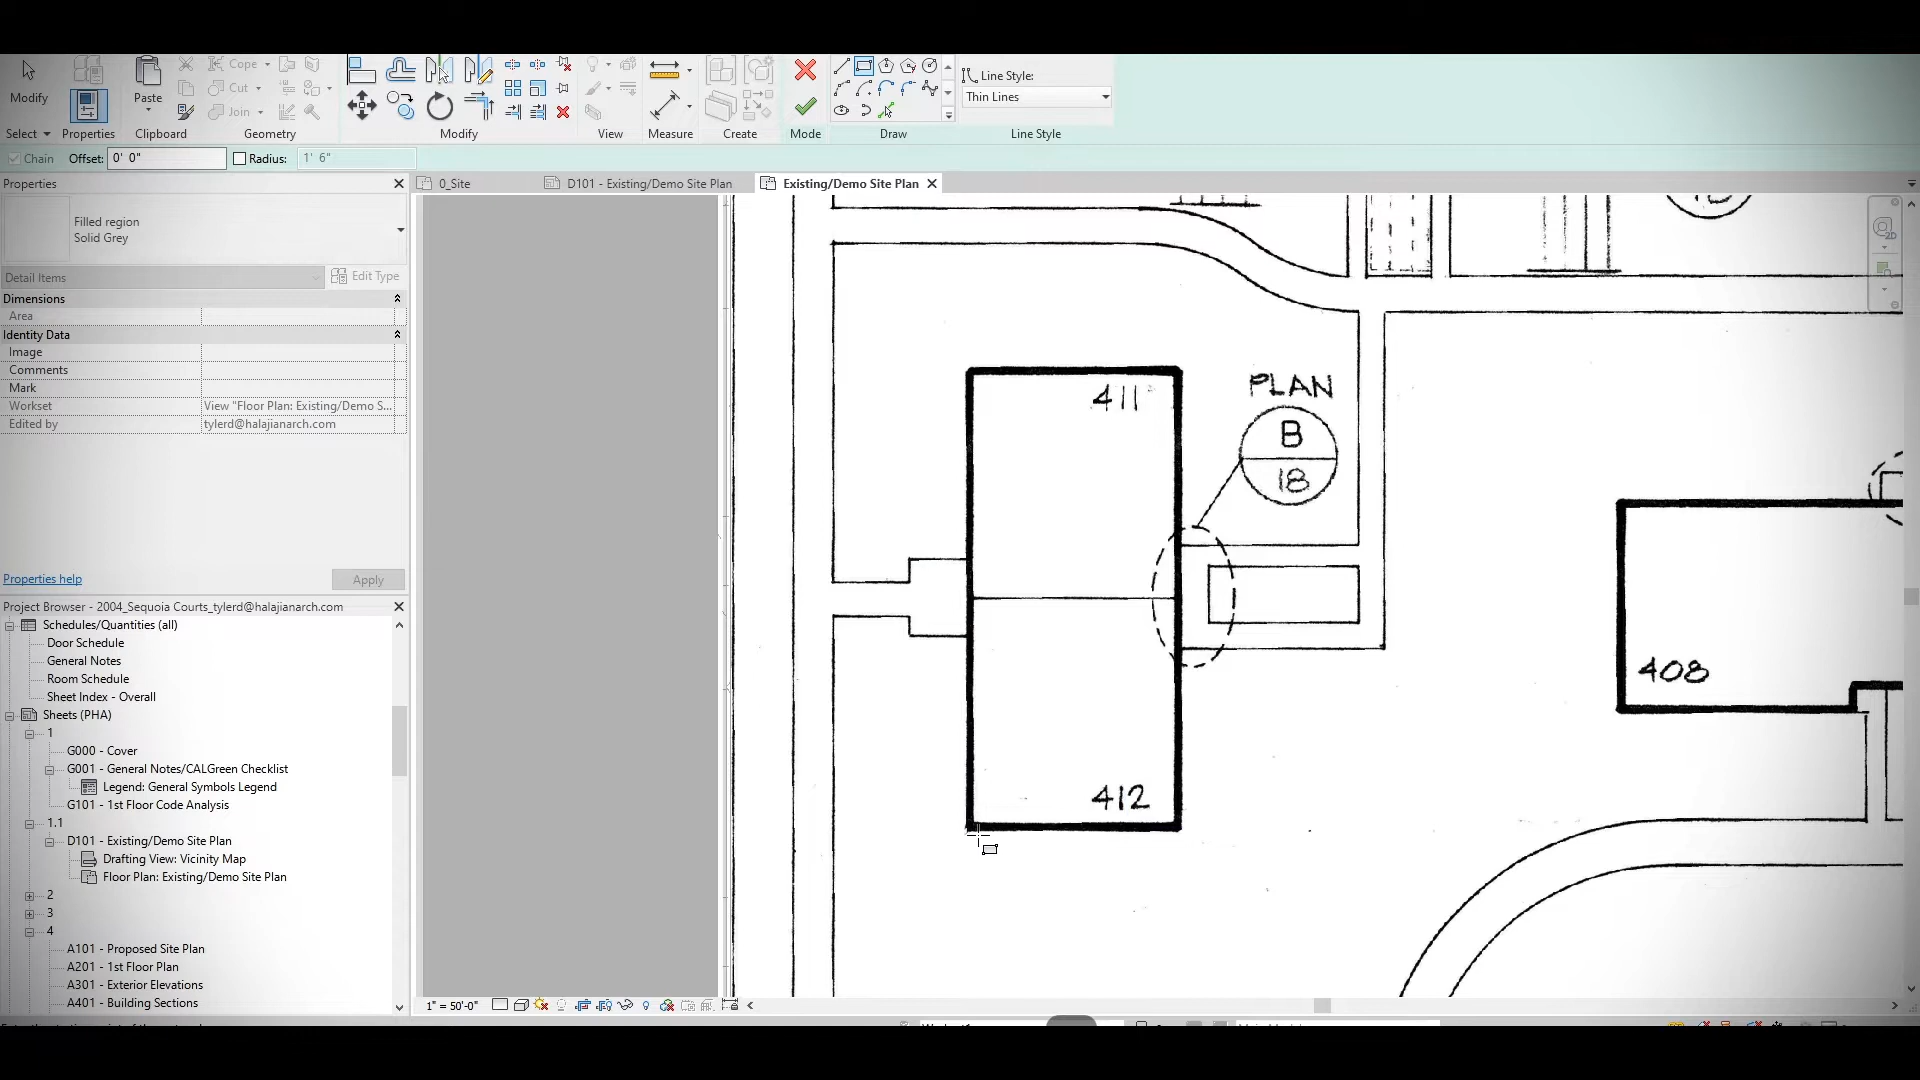 Modify
Select
Properties
Paste
Clipboard
Cope
Cut
Join
Geometry
Modify
View
Measure
Create
Mode
Draw
Line Style:
Thin Lines
Line Style
Chain
Offset: 0' 0"
Radius: 1' 6"
Properties
0_Site
D101 - Existing/Demo Site Plan
Existing/Demo Site Plan
Filled region
Solid Grey
Detail Items
Edit Type
Dimensions
Area
Identity Data
Image
Comments
Mark
Workset
View "Floor Plan: Existing/Demo S...
Edited by
tylerd@halajianarch.com
Properties help
Apply
Project Browser - 2004_Sequoia Courts_tylerd@halajianarch.com
Schedules/Quantities (all)
Door Schedule
General Notes
Room Schedule
Sheet Index - Overall
Sheets (PHA)
1
G000 - Cover
G001 - General Notes/CALGreen Checklist
Legend: General Symbols Legend
G101 - 1st Floor Code Analysis
1.1
D101 - Existing/Demo Site Plan
Drafting View: Vicinity Map
Floor Plan: Existing/Demo Site Plan
2
3
4
A101 - Proposed Site Plan
A201 - 1st Floor Plan
A301 - Exterior Elevations
A401 - Building Sections
411
PLAN
B
18
408
412
1" = 50'-0"
2D